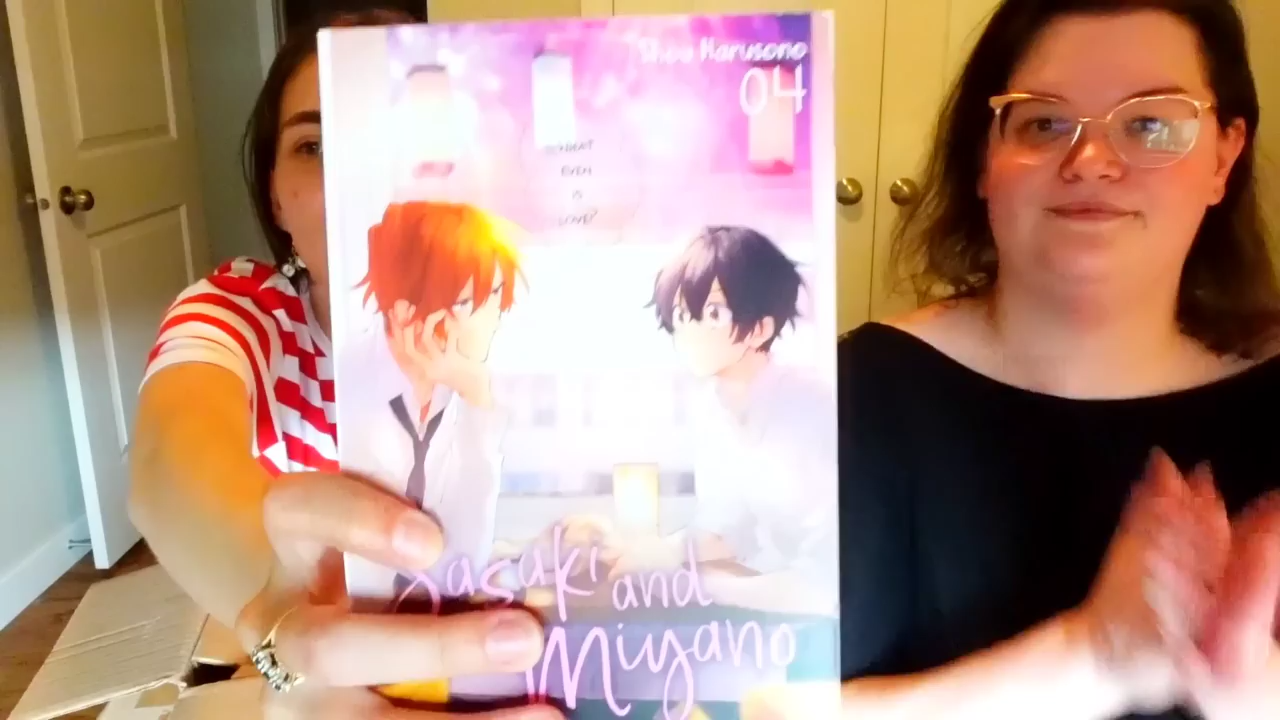 Shou Harusono
04
WHAT
EVEN
IS
LOVE?
Sasaki and
Miyano